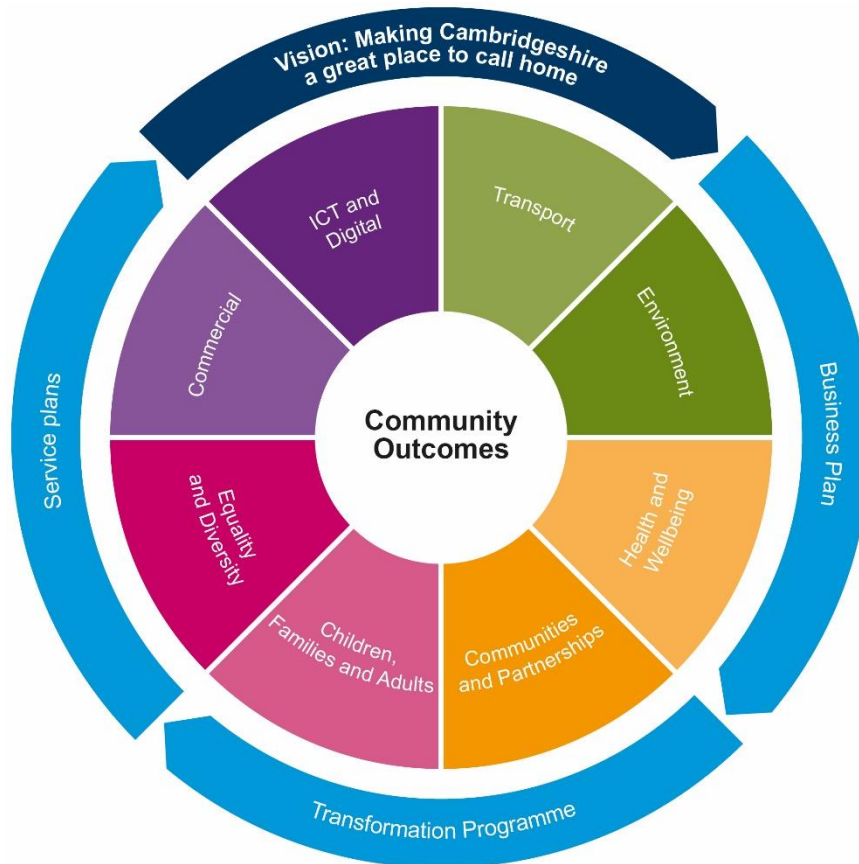 Vision: Making Cambridgeshire
a great place to call home
Business Plan
Transformation Programme
Service plans
Transport
Environment
Health and
Wellbeing
Communities
and Partnerships
Children,
Families and Adults
Equality
and Diversity
Commercial
ICT and
Digital
Community
Outcomes